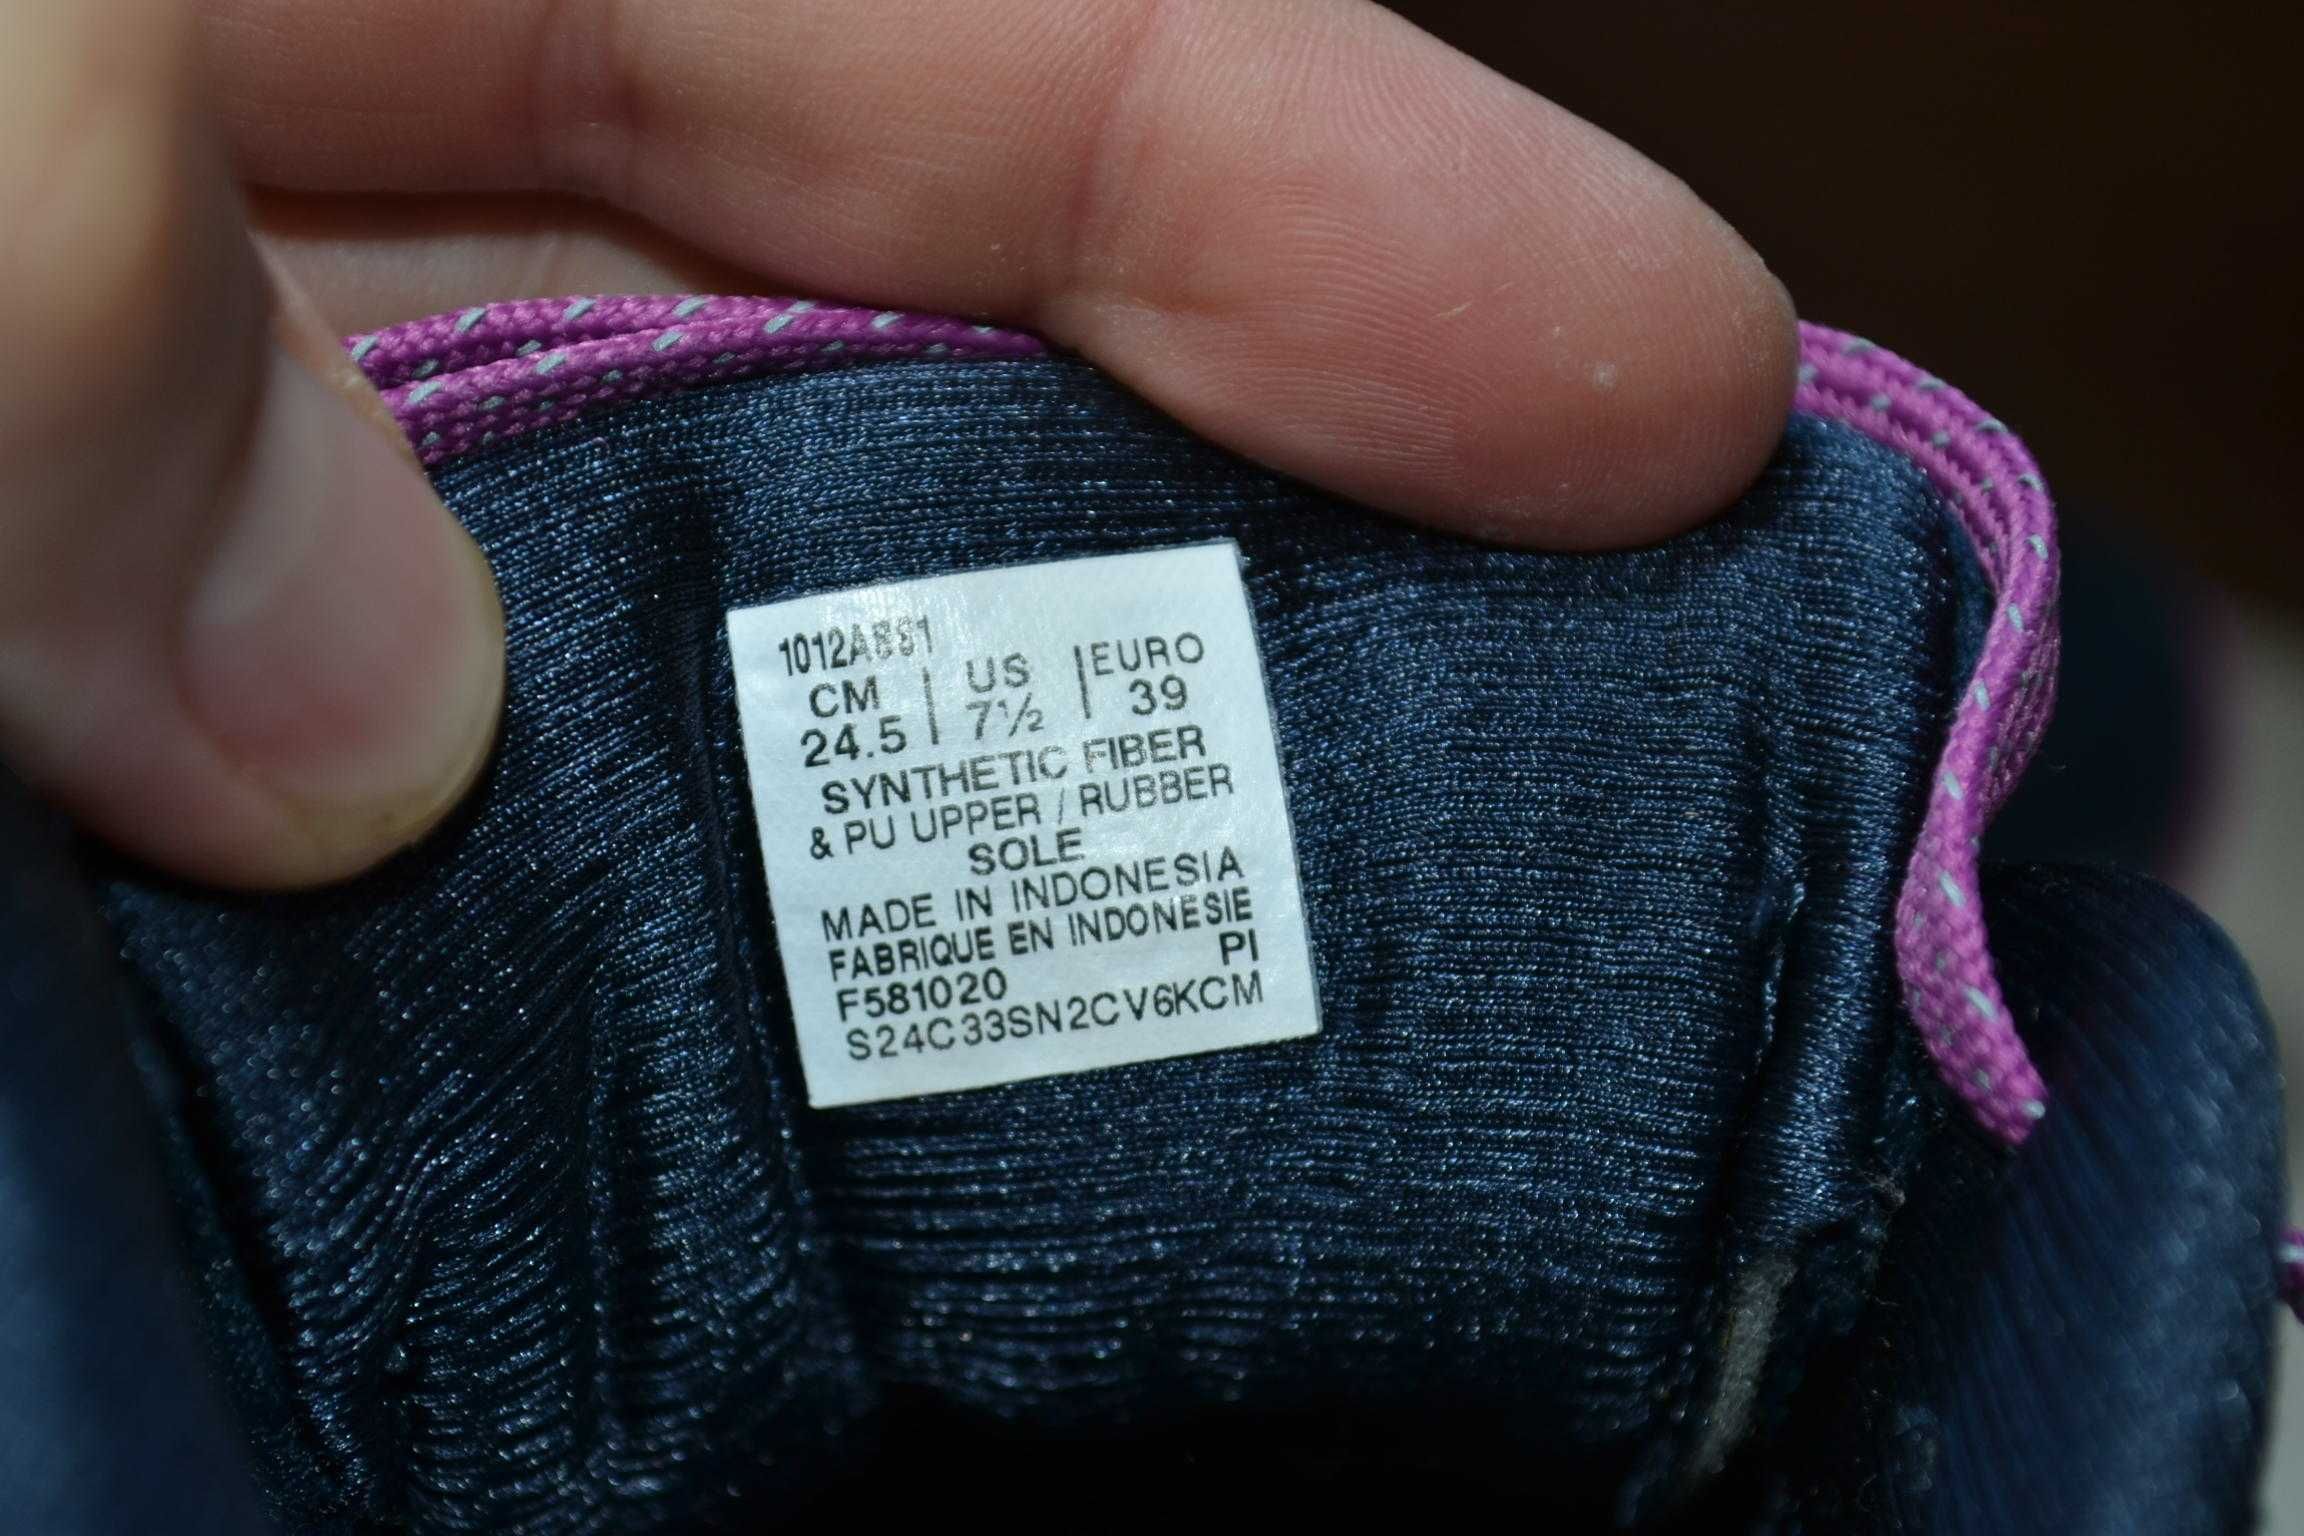 CM | US | EURO
24.5 | 7½ | 39
SYNTHETIC FIBER
& PU UPPER / RUBBER
SOLE
MADE IN INDONESIA
FABRIQUE EN INDONESIE
PI
F581020
S24C33SN2CV6KCM